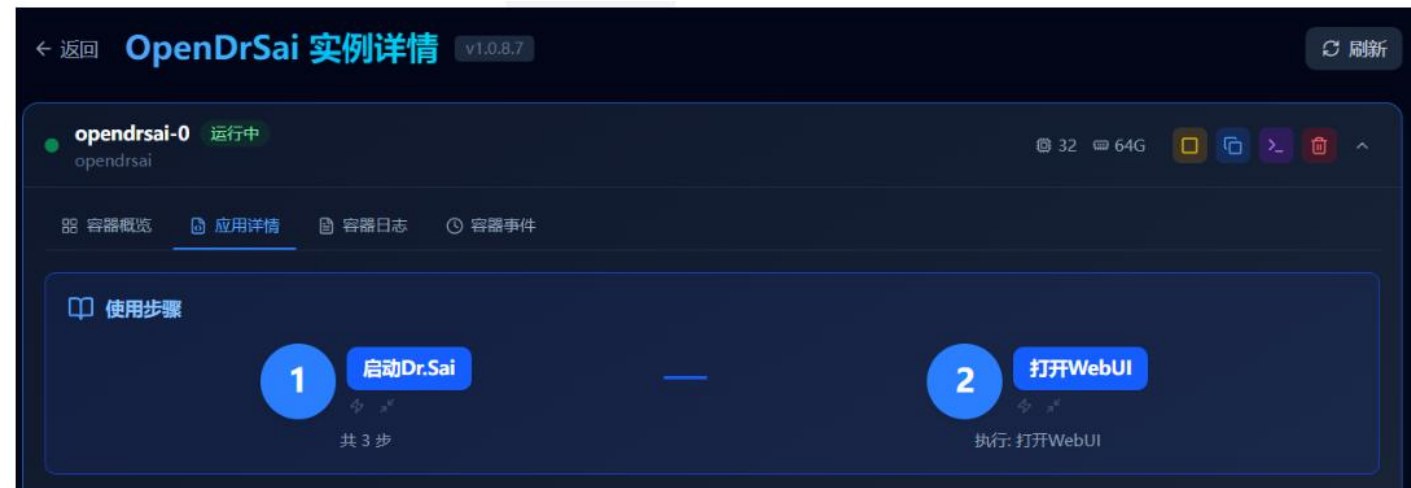 返回 OpenDrSai 实例详情 v1.0.8.7 刷新
opendrsai-0 运行中
opendrsai
32 64G
容器概览 应用详情 容器日志 容器事件
使用步骤
1 启动Dr.Sai
共 3 步
2 打开WebUI
执行: 打开WebUI